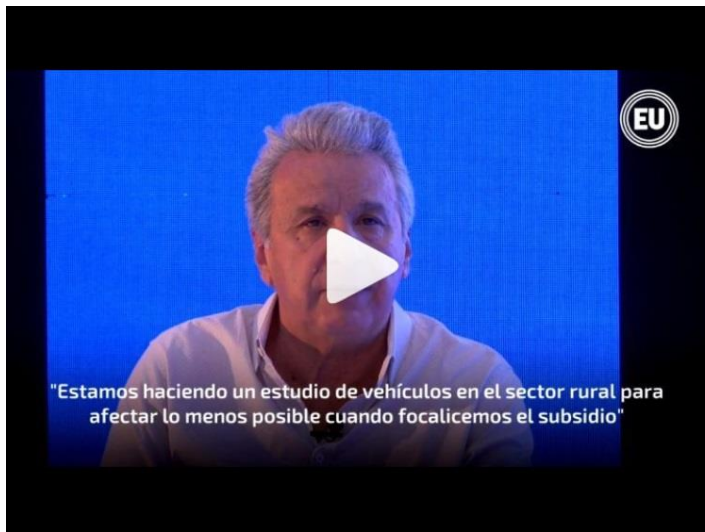 EU
"Estamos haciendo un estudio de vehículos en el sector rural para
afectar lo menos posible cuando focalicemos el subsidio"